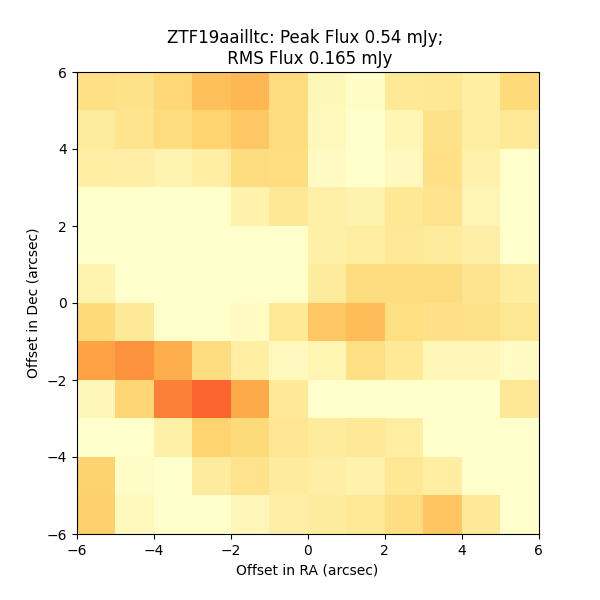 ZTF19aailltc: Peak Flux 0.54 mJy;
RMS Flux 0.165 mJy
6
4
2
0
−2
−4
−6
Offset in Dec (arcsec)
−6 −4 −2 0 2 4 6
Offset in RA (arcsec)